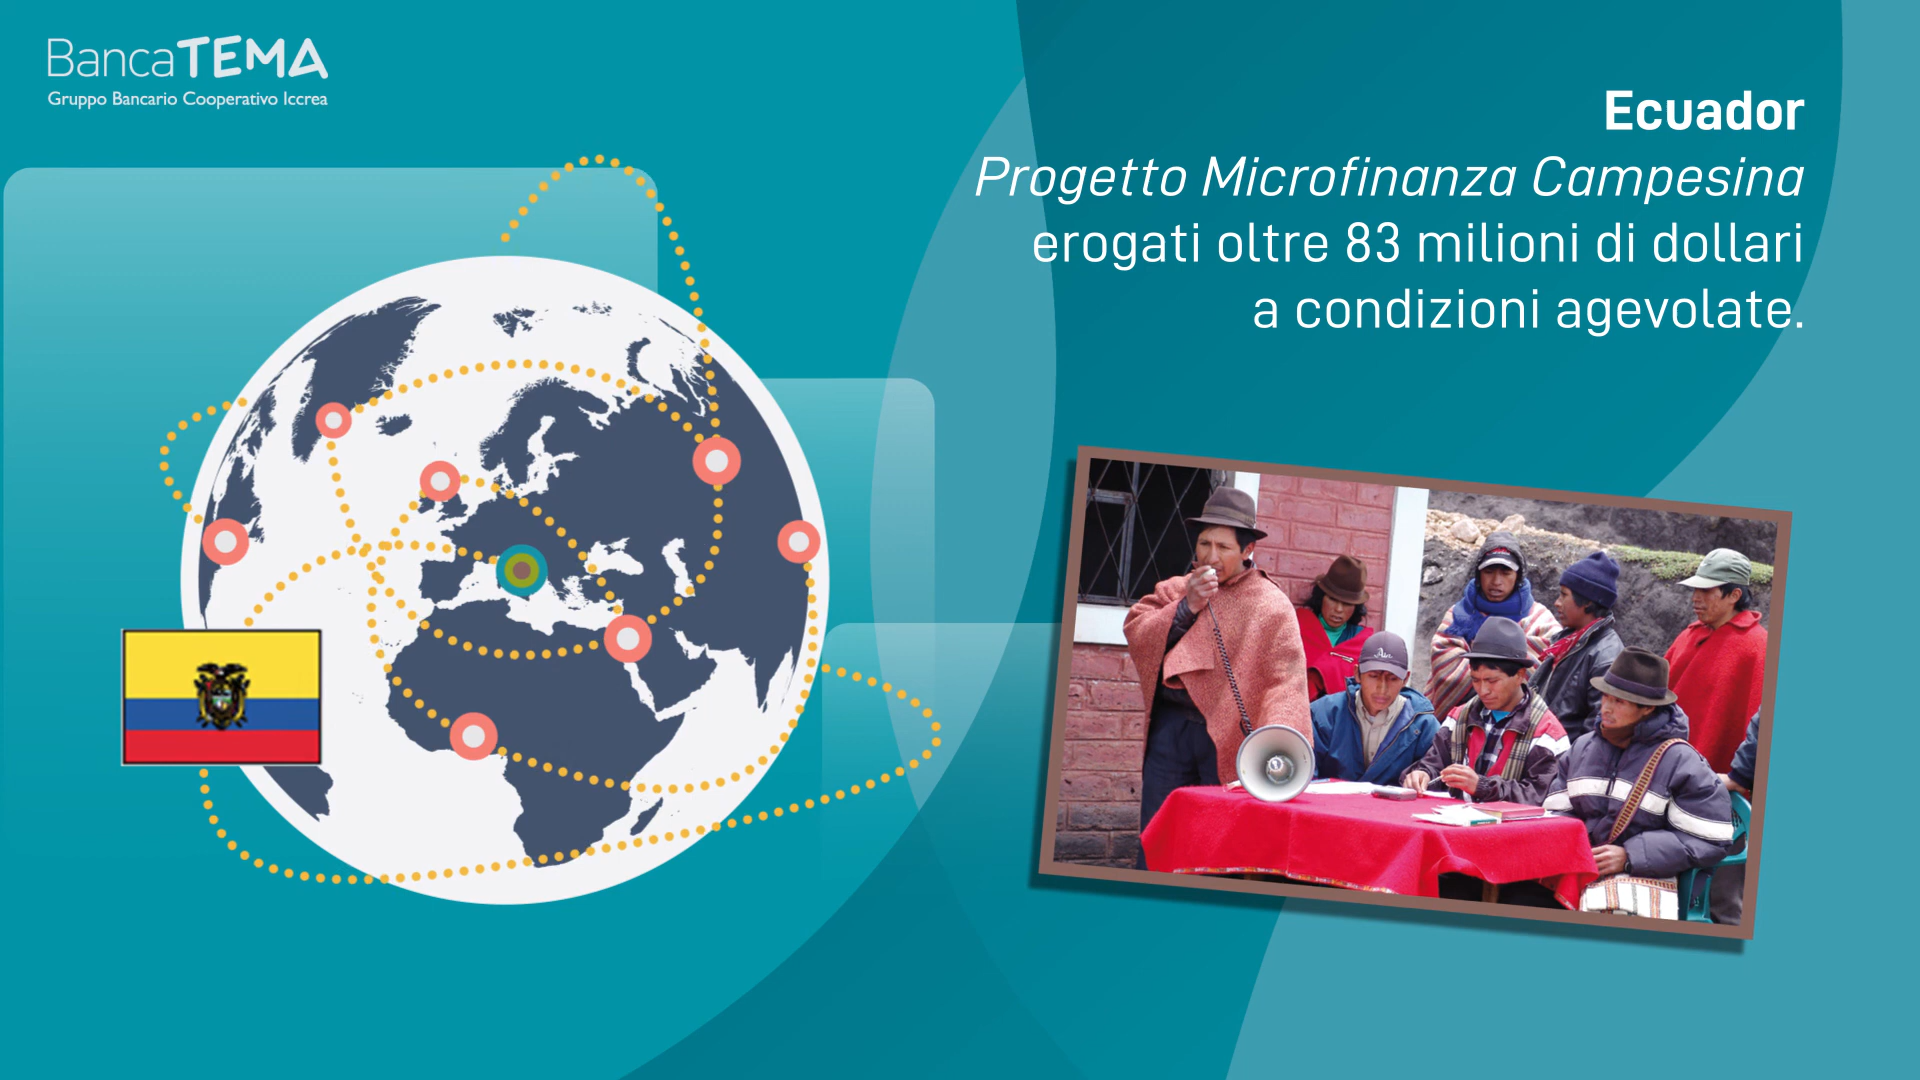 BancaTEMA
Gruppo Bancario Cooperativo Iccrea
Ecuador
Progetto Microfinanza Campesina
erogati oltre 83 milioni di dollari
a condizioni agevolate.